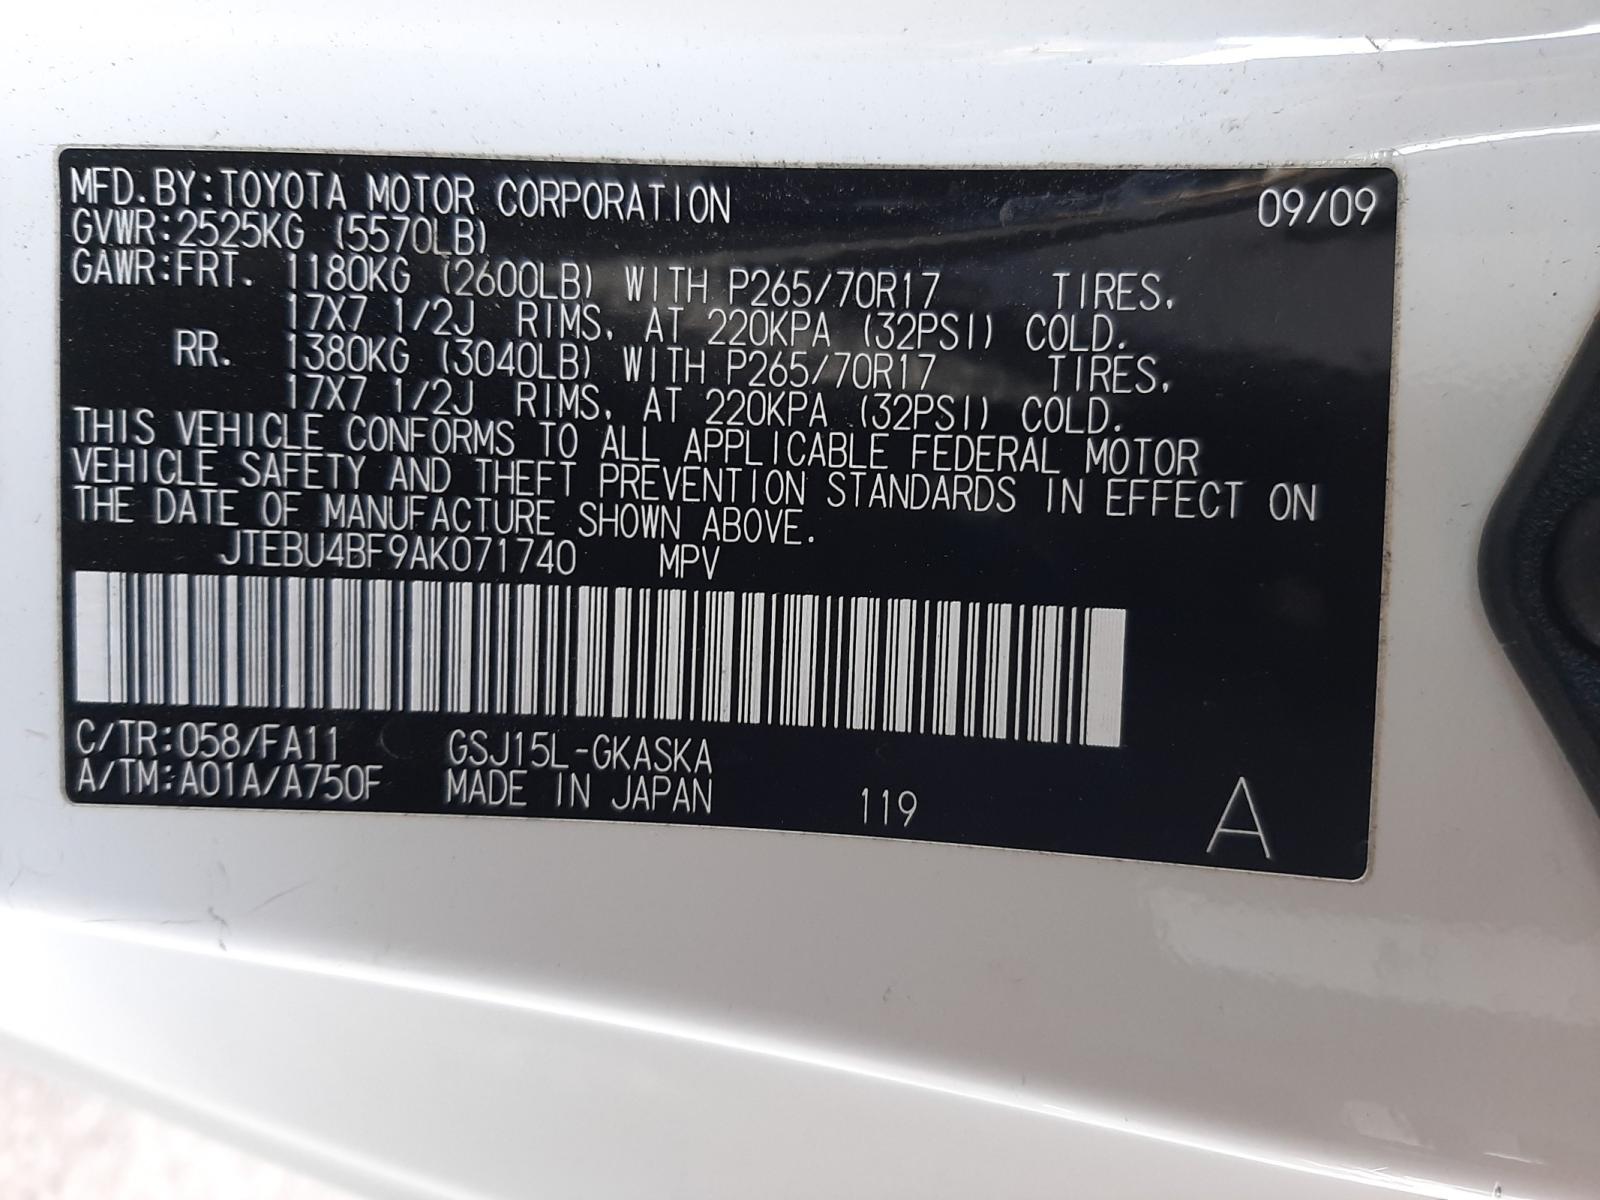 MFD.BY:TOYOTA MOTOR CORPORATION 09/09
GVWR:2525KG (5570LB)
GAWR:FRT. 1180KG (2600LB) WITH P265/70R17 TIRES,
17X7 1/2J RIMS, AT 220KPA (32PSI) COLD.
RR. 1380KG (3040LB) WITH P265/70R17 TIRES,
17X7 1/2J RIMS, AT 220KPA (32PSI) COLD.
THIS VEHICLE CONFORMS TO ALL APPLICABLE FEDERAL MOTOR
VEHICLE SAFETY AND THEFT PREVENTION STANDARDS IN EFFECT ON
THE DATE OF MANUFACTURE SHOWN ABOVE.
JTEBU4BF9AK071740 MPV
C/TR:058/FA11 GSJ15L-GKASKA
A/TM:A01A/A750F MADE IN JAPAN 119 A